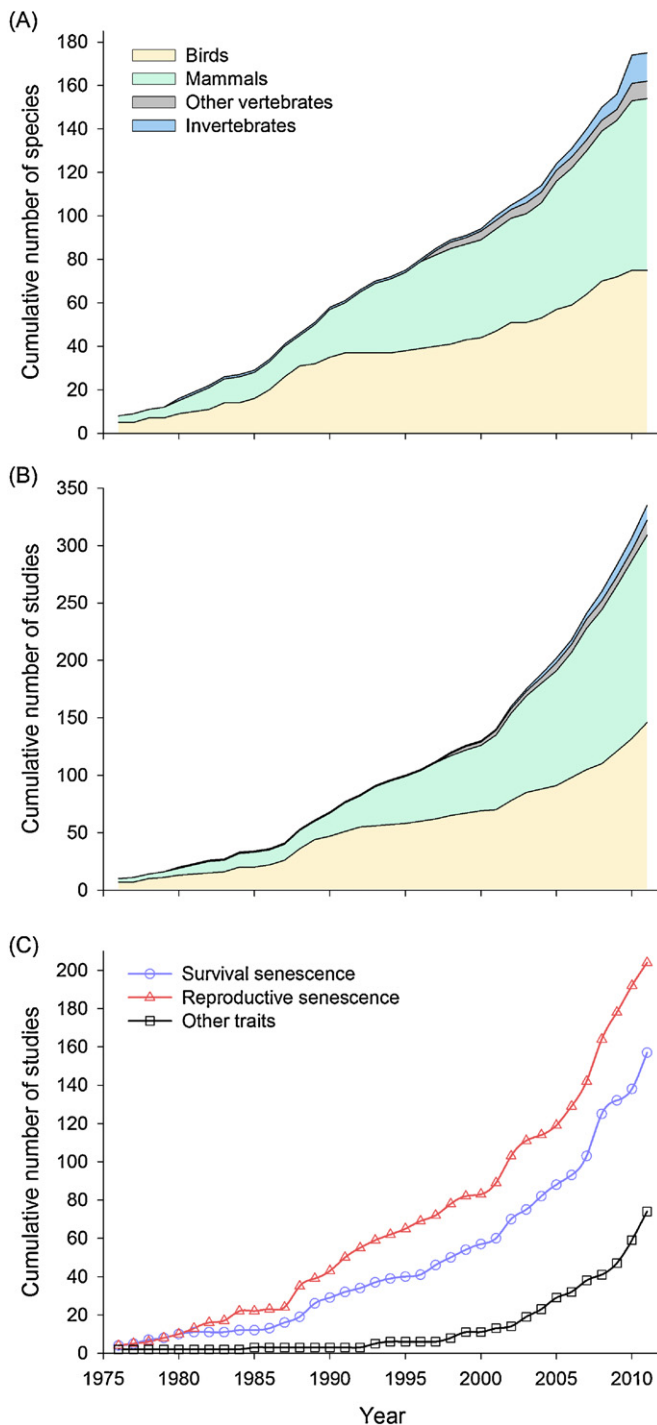 (A)
180
160
140
120
100
80
60
40
20
0
Cumulative number of species
Birds
Mammals
Other vertebrates
Invertebrates
(B)
350
300
250
200
150
100
50
0
Cumulative number of studies
(C)
200
180
160
140
120
100
80
60
40
20
0
Cumulative number of studies
Survival senescence
Reproductive senescence
Other traits
1975 1980 1985 1990 1995 2000 2005 2010
Year